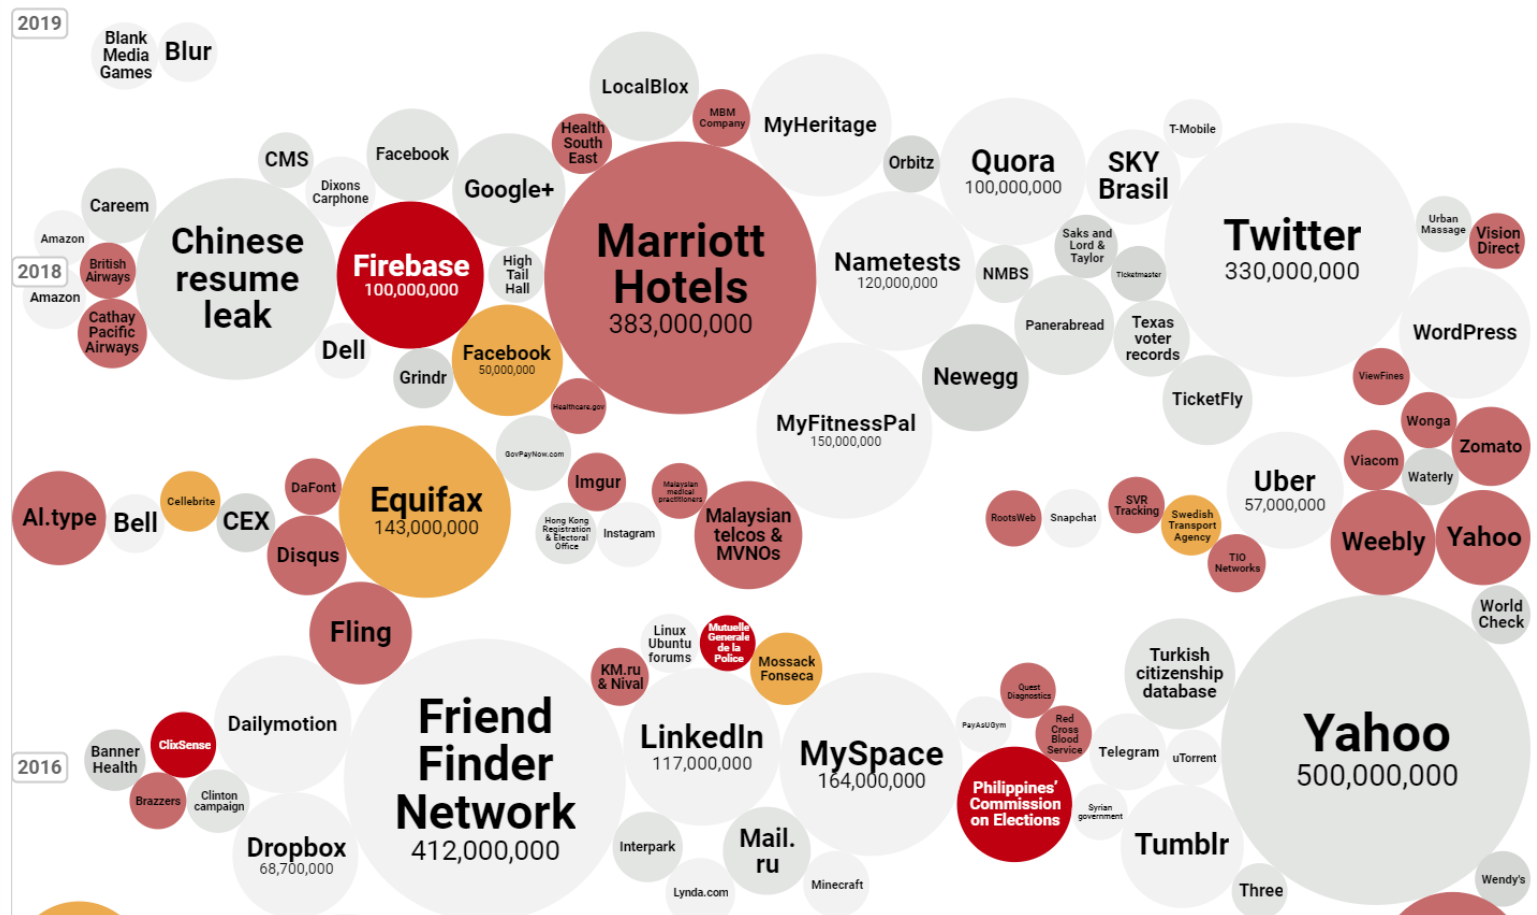 2019
Blank
Media
Games
Blur
LocalBlox
MBM
Company
MyHeritage
Health
South
East
T-Mobile
CMS
Facebook
Google+
Dixons
Carphone
Orbitz
Quora
100,000,000
SKY
Brasil
Careem
Amazon
British
Airways
2018
Amazon
Cathay
Pacific
Airways
Chinese
resume
leak
Firebase
100,000,000
High
Tail
Hall
Marriott
Hotels
383,000,000
Nametests
120,000,000
NMBS
Saks and
Lord &
Taylor
Ticketmaster
Twitter
330,000,000
Urban
Massage
Vision
Direct
Dell
Grindr
Facebook
50,000,000
Healthcare.gov
Newegg
Panerabread
Texas
voter
records
TicketFly
WordPress
ViewFines
MyFitnessPal
150,000,000
GovPayNow.com
Wonga
Zomato
Viacom
Waterly
Al.type
Bell
Cellebrite
CEX
DaFont
Disqus
Equifax
143,000,000
Imgur
Hong Kong
Registration
& Electoral
Office
Instagram
Malaysian
medical
practitioners
Malaysian
telcos &
MVNOs
RootsWeb
Snapchat
SVR
Tracking
Swedish
Transport
Agency
TIO
Networks
Uber
57,000,000
Weebly
Yahoo
Fling
World
Check
Linux
Ubuntu
forums
Mutuelle
Generale
de la
Police
KM.ru
& Nival
Mossack
Fonseca
Turkish
citizenship
database
Quest
Diagnostics
Red
Cross
Blood
Service
PayAsUGym
Telegram
uTorrent
Yahoo
500,000,000
2016
Banner
Health
ClixSense
Dailymotion
Brazzers
Clinton
campaign
Friend
Finder
Network
412,000,000
LinkedIn
117,000,000
MySpace
164,000,000
Philippines’
Commission
on Elections
Syrian
government
Dropbox
68,700,000
Interpark
Mail.
ru
Lynda.com
Minecraft
Tumblr
Three
Wendy's